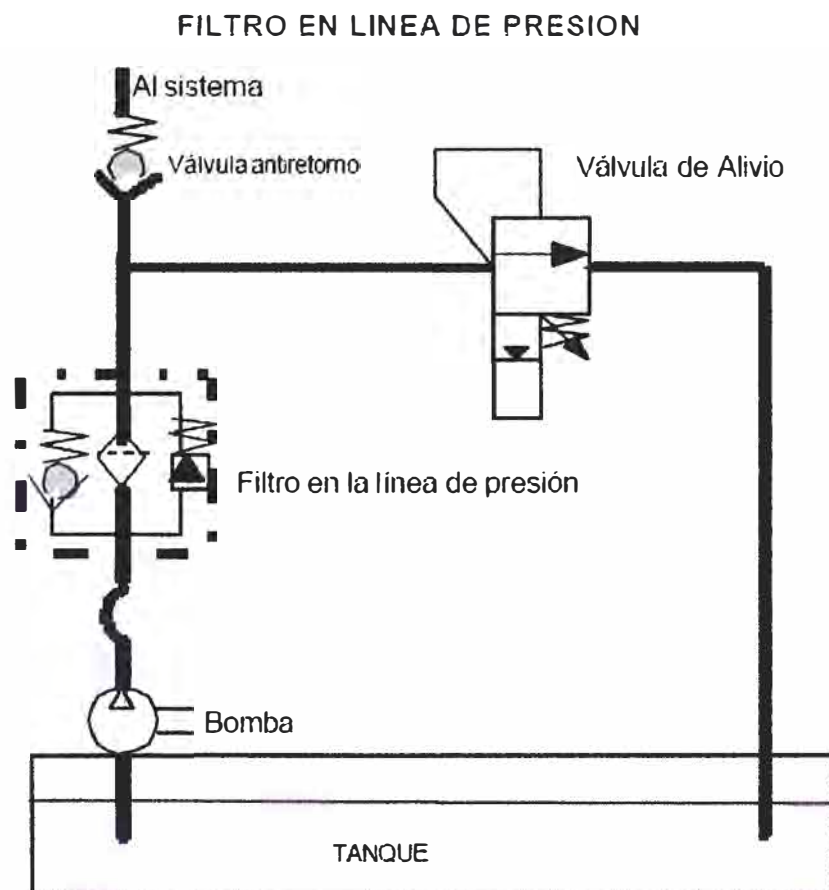 FILTRO EN LINEA DE PRESION
Al sistema
Válvula antiretorno
Válvula de Alivio
Filtro en la línea de presión
Bomba
TANQUE